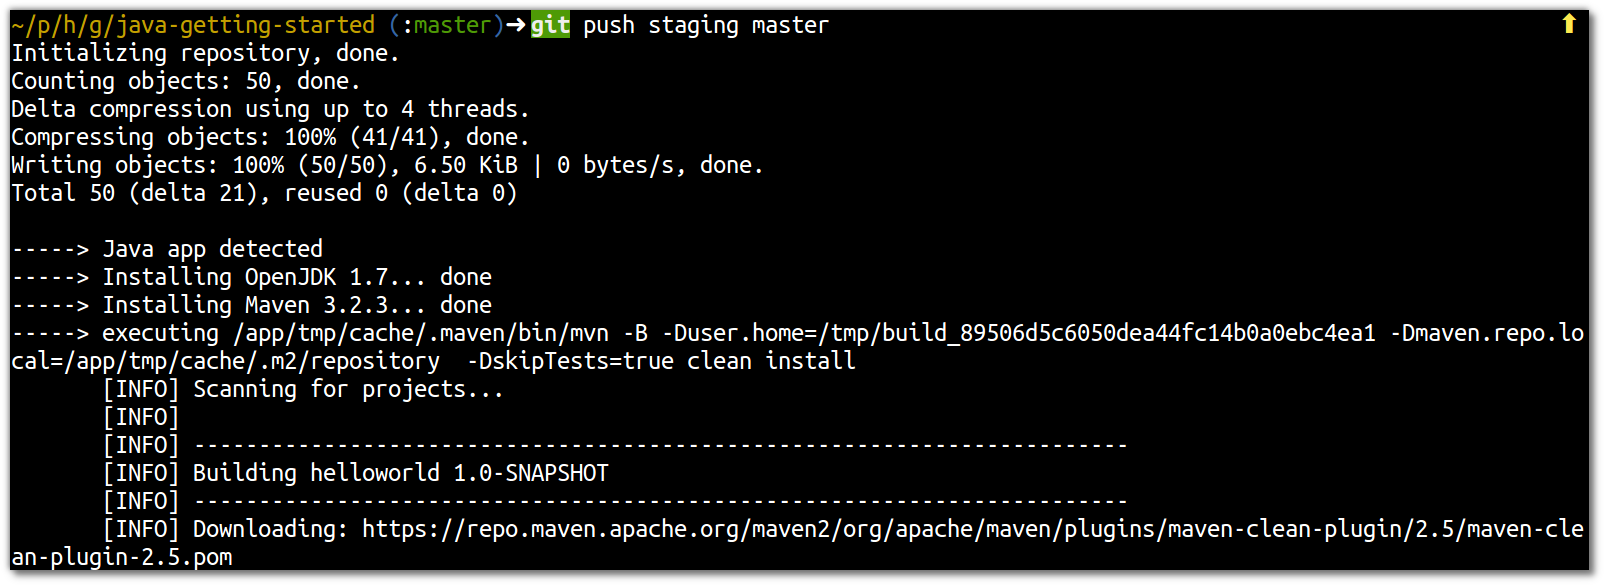 ~/p/h/g/java-getting-started (:master)➜git push staging master ⬆
Initializing repository, done.
Counting objects: 50, done.
Delta compression using up to 4 threads.
Compressing objects: 100% (41/41), done.
Writing objects: 100% (50/50), 6.50 KiB | 0 bytes/s, done.
Total 50 (delta 21), reused 0 (delta 0)
-----> Java app detected
-----> Installing OpenJDK 1.7... done
-----> Installing Maven 3.2.3... done
-----> executing /app/tmp/cache/.maven/bin/mvn -B -Duser.home=/tmp/build_89506d5c6050dea44fc14b0a0ebc4ea1 -Dmaven.repo.lo
cal=/app/tmp/cache/.m2/repository  -DskipTests=true clean install
[INFO] Scanning for projects...
[INFO]
[INFO] ------------------------------------------------------------------------
[INFO] Building helloworld 1.0-SNAPSHOT
[INFO] ------------------------------------------------------------------------
[INFO] Downloading: https://repo.maven.apache.org/maven2/org/apache/maven/plugins/maven-clean-plugin/2.5/maven-cle
an-plugin-2.5.pom